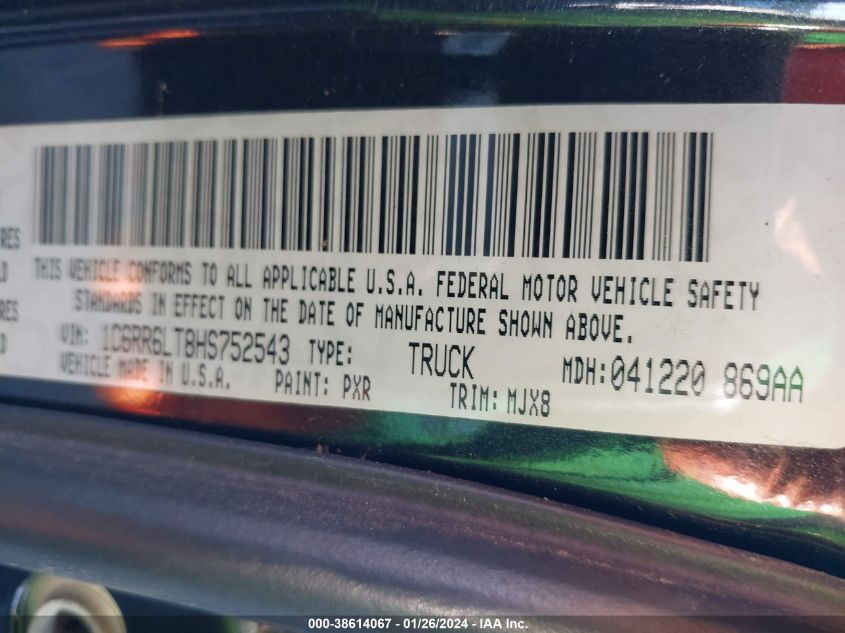 RES
THIS VEHICLE CONFORMS TO ALL APPLICABLE U.S.A. FEDERAL MOTOR VEHICLE SAFETY
STANDARDS IN EFFECT ON THE DATE OF MANUFACTURE SHOWN ABOVE.
RES
VIN: 1C6RR6LT8HS752543 TYPE: TRUCK MDH:041220 869AA
VEHICLE MADE IN U.S.A. PAINT: PXR TRIM: MJX8
000-38614067 — 01/26/2024 — IAA Inc.